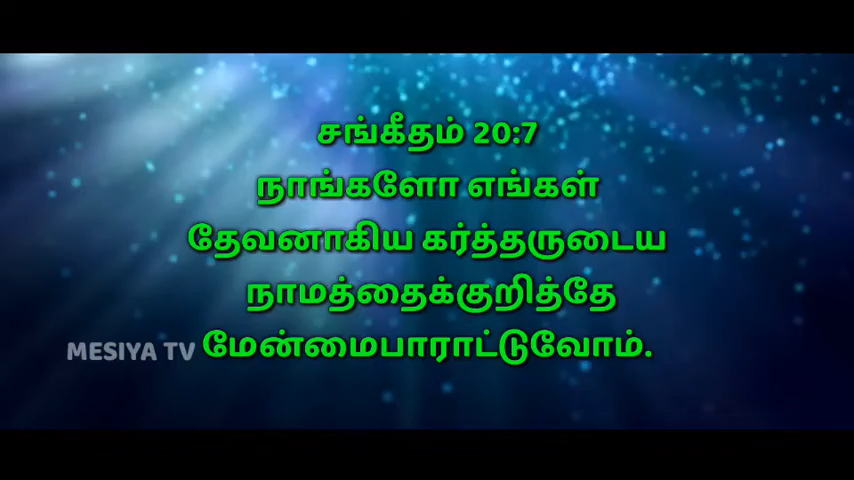 சங்கீதம் 20:7
நாங்களோ எங்கள்
தேவனாகிய கர்த்தருடைய
நாமத்தைக்குறித்தே
மேன்மைபாராட்டுவோம்.
MESIYA TV